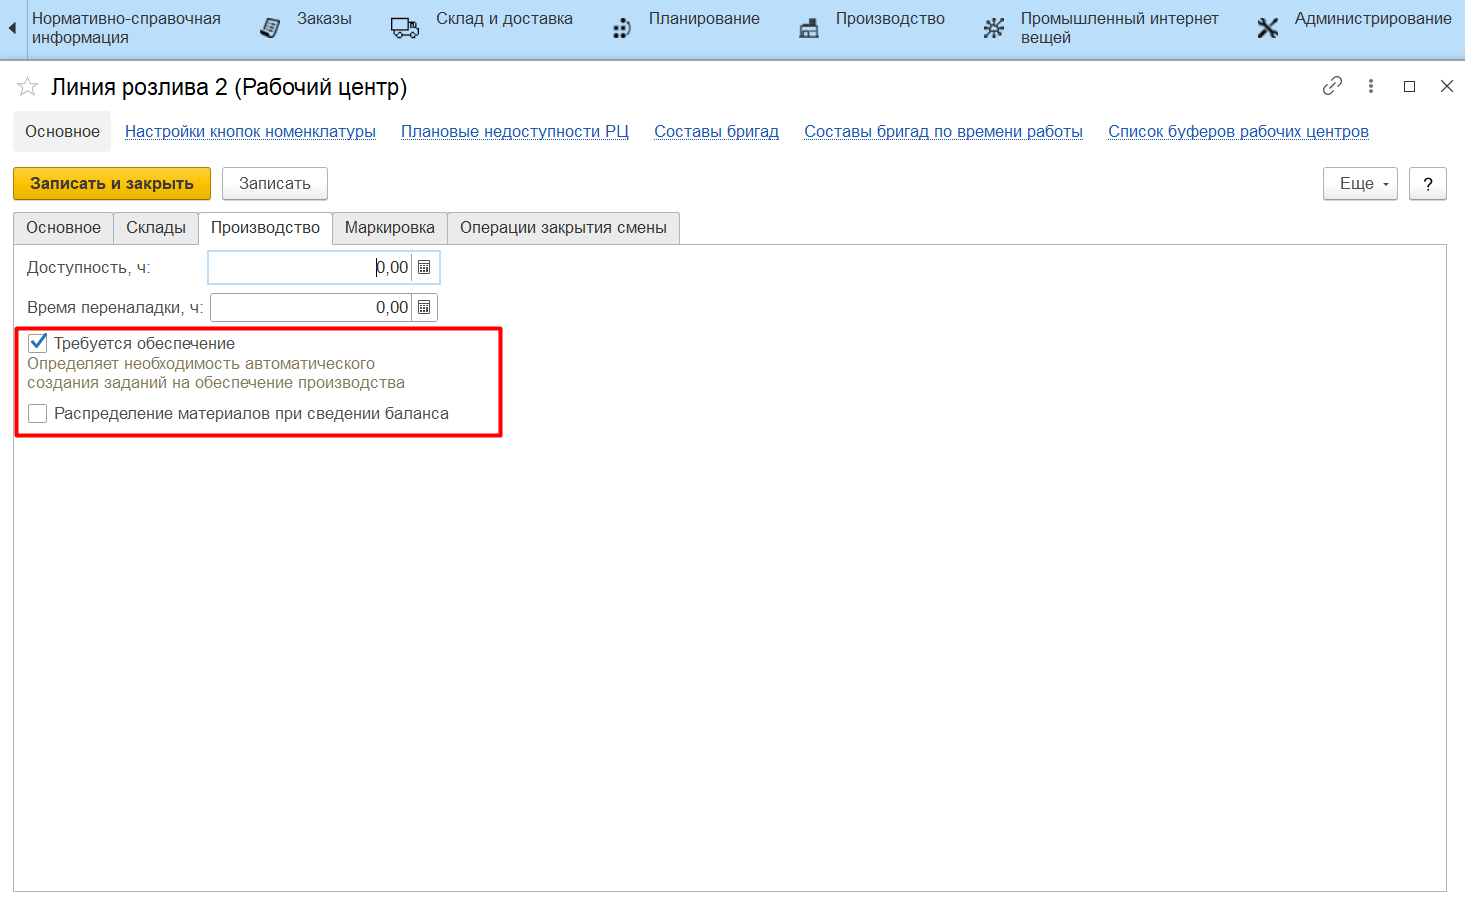 Нормативно-справочная
информация
Заказы
Склад и доставка
Планирование
Производство
Промышленный интернет
вещей
Администрирование
Линия розлива 2 (Рабочий центр)
Основное
Настройки кнопок номенклатуры
Плановые недоступности РЦ
Составы бригад
Составы бригад по времени работы
Список буферов рабочих центров
Записать и закрыть
Записать
Еще
?
Основное
Склады
Производство
Маркировка
Операции закрытия смены
Доступность, ч: 0,00
Время переналадки, ч: 0,00
Требуется обеспечение
Определяет необходимость автоматического
создания заданий на обеспечение производства
Распределение материалов при сведении баланса